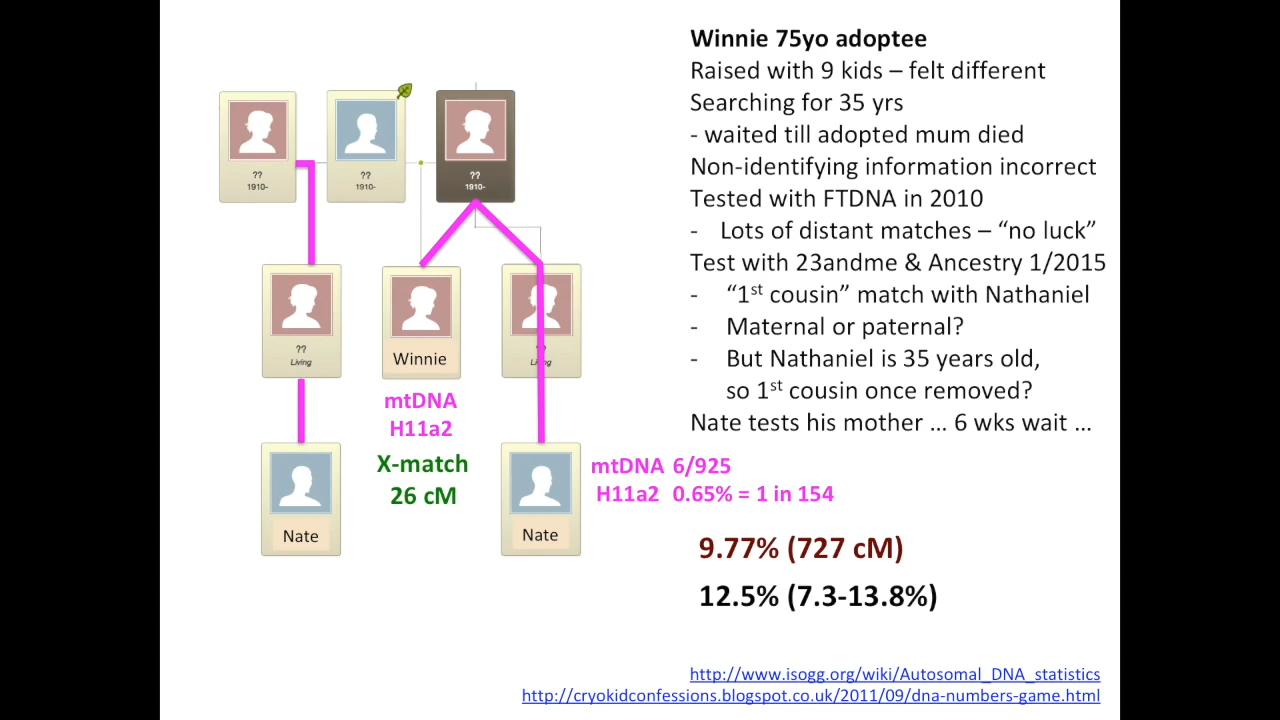 Winnie 75yo adoptee
Raised with 9 kids – felt different
Searching for 35 yrs
- waited till adopted mum died
Non-identifying information incorrect
Tested with FTDNA in 2010
- Lots of distant matches – “no luck”
Test with 23andme & Ancestry 1/2015
- “1st cousin” match with Nathaniel
- Maternal or paternal?
- But Nathaniel is 35 years old,
so 1st cousin once removed?
Nate tests his mother ... 6 wks wait ...
??
1910-
??
1910-
??
1910-
??
Living
Winnie
Living
mtDNA
H11a2
X-match
26 cM
Nate
Nate
mtDNA 6/925
H11a2 0.65% = 1 in 154
9.77% (727 cM)
12.5% (7.3-13.8%)
http://www.isogg.org/wiki/Autosomal_DNA_statistics
http://cryokidconfessions.blogspot.co.uk/2011/09/dna-numbers-game.html